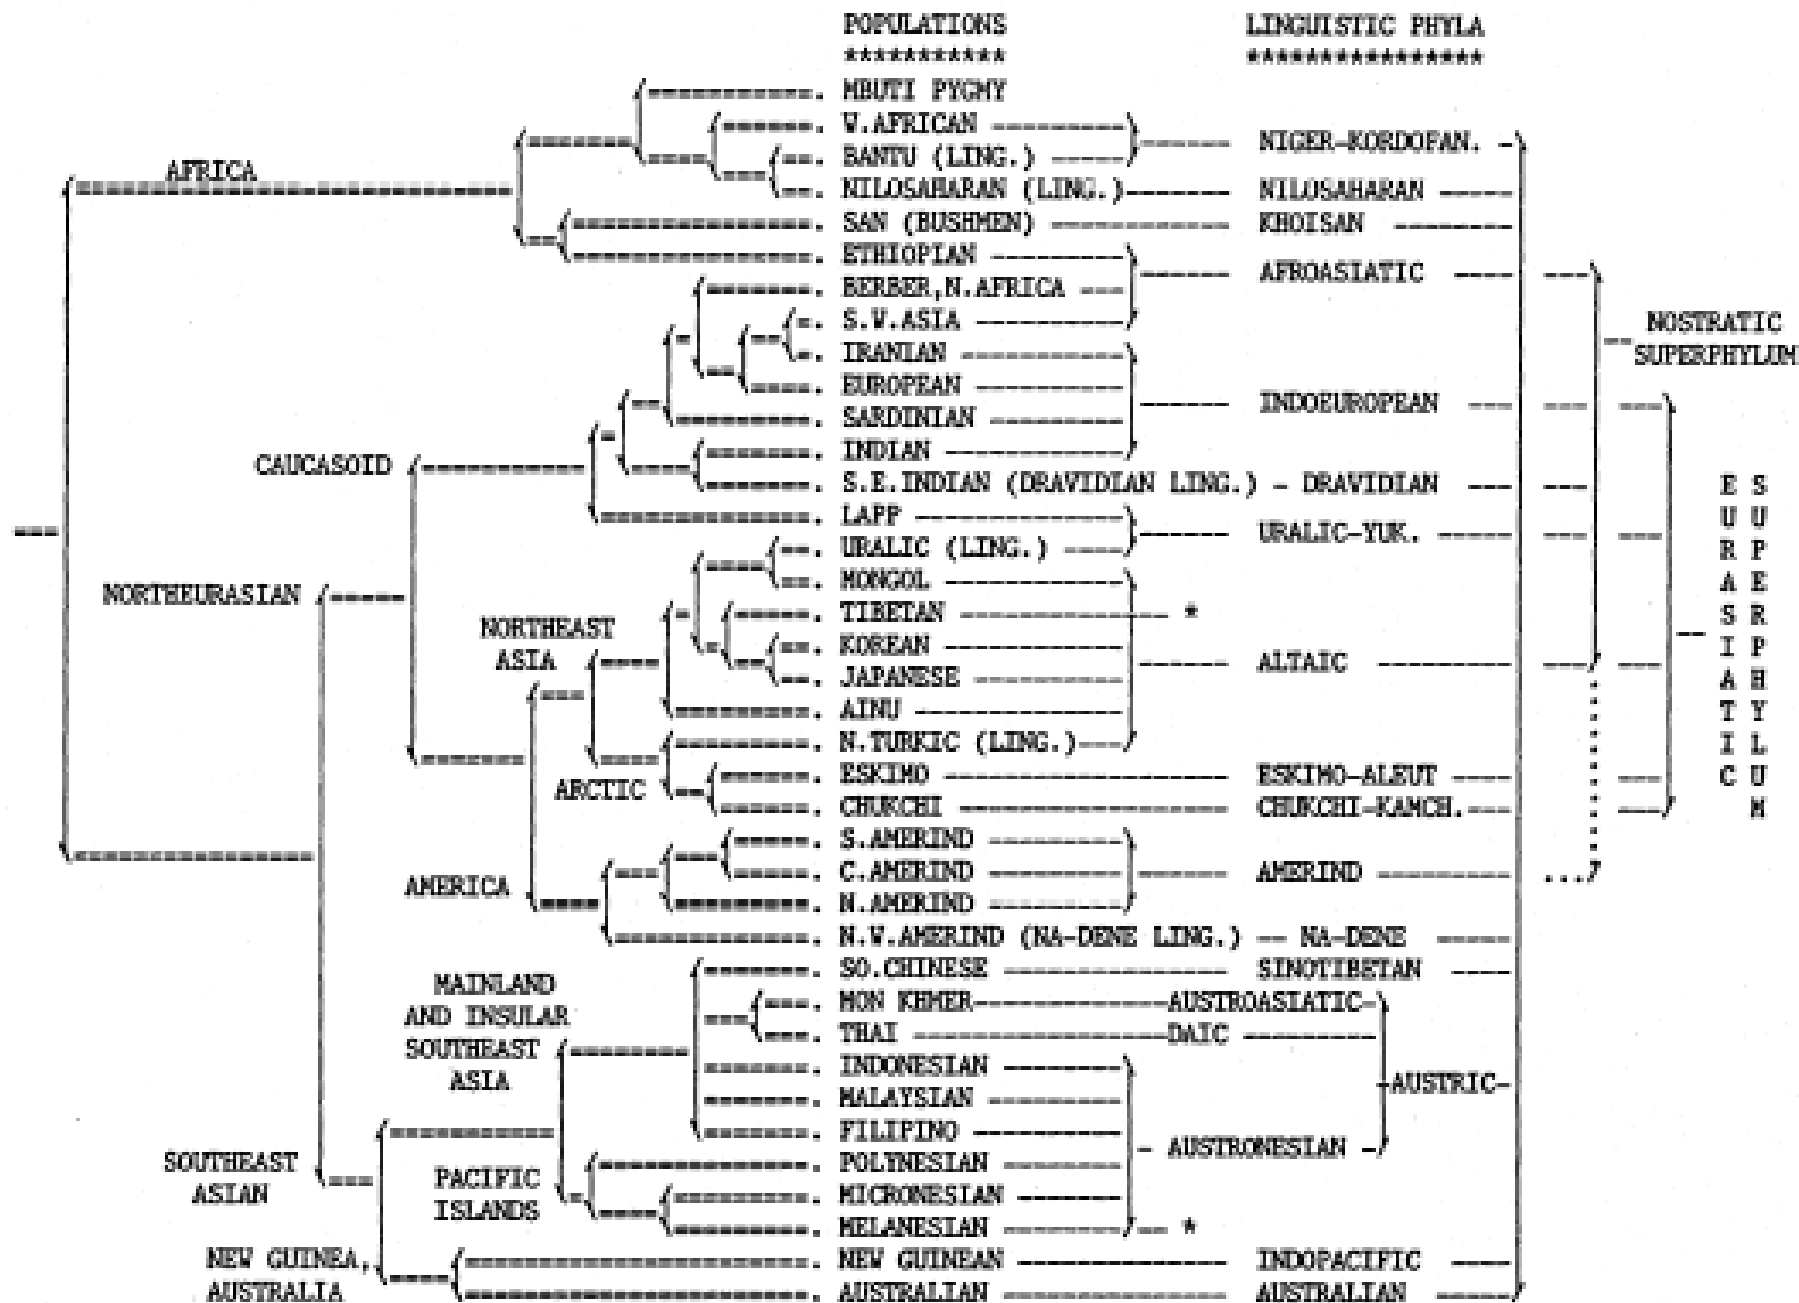 POPULATIONS LINGUISTIC PHYLA
*********** ****************
MBUTI PYGMY
W.AFRICAN
NIGER-KORDOFAN.
BANTU (LING.)
AFRICA
NILOSAHARAN (LING.) NILOSAHARAN
SAN (BUSHMEN) KHOISAN
ETHIOPIAN
AFROASIATIC
BERBER,N.AFRICA
S.W.ASIA
NOSTRATIC
SUPERPHYLUM
IRANIAN
EUROPEAN
INDOEUROPEAN
SARDINIAN
INDIAN
CAUCASOID
S.E.INDIAN (DRAVIDIAN LING.) - DRAVIDIAN
LAPP
URALIC-YUK.
URALIC (LING.)
MONGOL
NORTHEURASIAN
TIBETAN *
NORTHEAST
ASIA
KOREAN
ALTAIC
JAPANESE
AINU
N.TURKIC (LING.)
ESKIMO ESKIMO-ALEUT
ARCTIC
CHUKCHI CHUKCHI-KAMCH.
EURASIATIC
SUPERPHYLUM
S.AMERIND
C.AMERIND AMERIND
AMERICA
N.AMERIND
N.W.AMERIND (NA-DENE LING.) -- NA-DENE
SO.CHINESE SINOTIBETAN
MAINLAND
AND INSULAR
SOUTHEAST
ASIA
MON KHMER AUSTROASIATIC
THAI DAIC
INDONESIAN
AUSTRIC
MALAYSIAN
FILIPINO
AUSTRONESIAN
SOUTHEAST
ASIAN
POLYNESIAN
PACIFIC
ISLANDS
MICRONESIAN
MELANESIAN *
NEW GUINEA,
AUSTRALIA
NEW GUINEAN INDOPACIFIC
AUSTRALIAN AUSTRALIAN